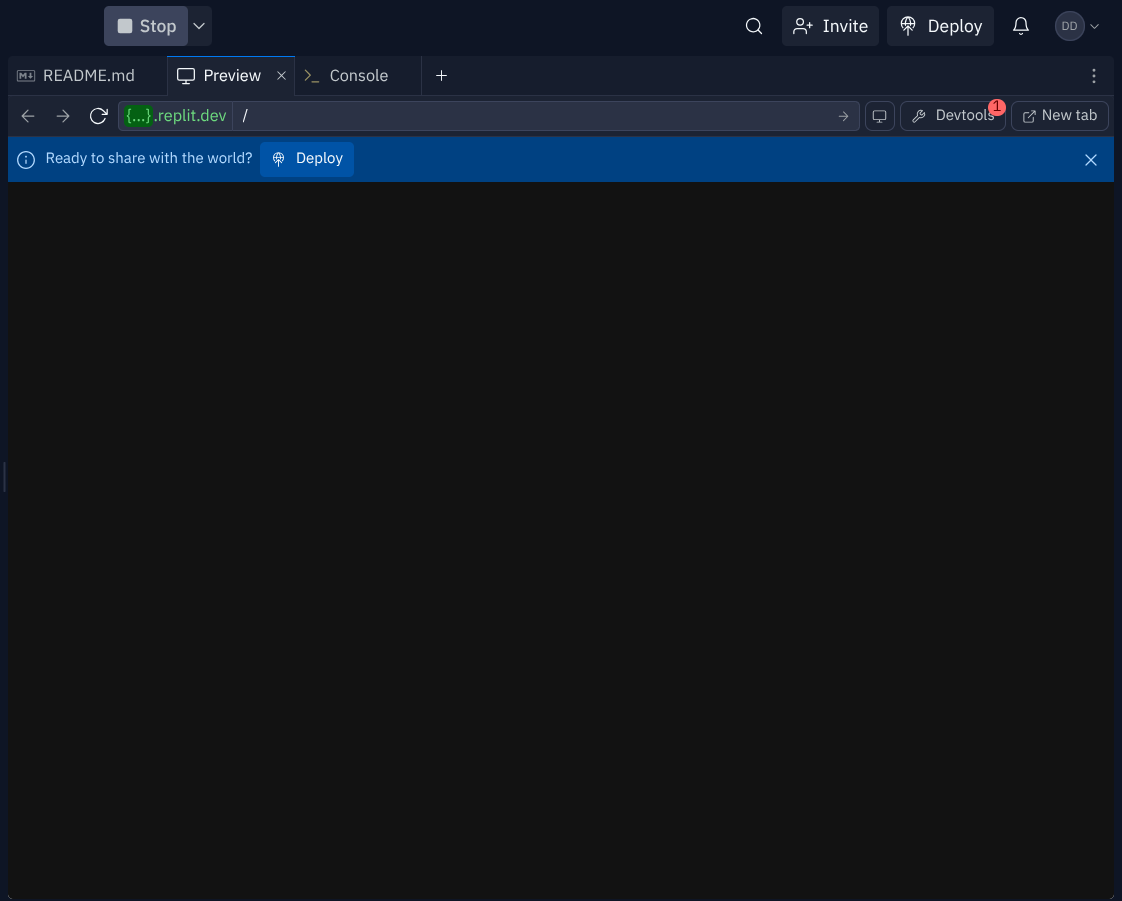 Stop
Invite
Deploy
DD
README.md
Preview
Console
{...}.replit.dev /
Devtools 1
New tab
Ready to share with the world?
Deploy